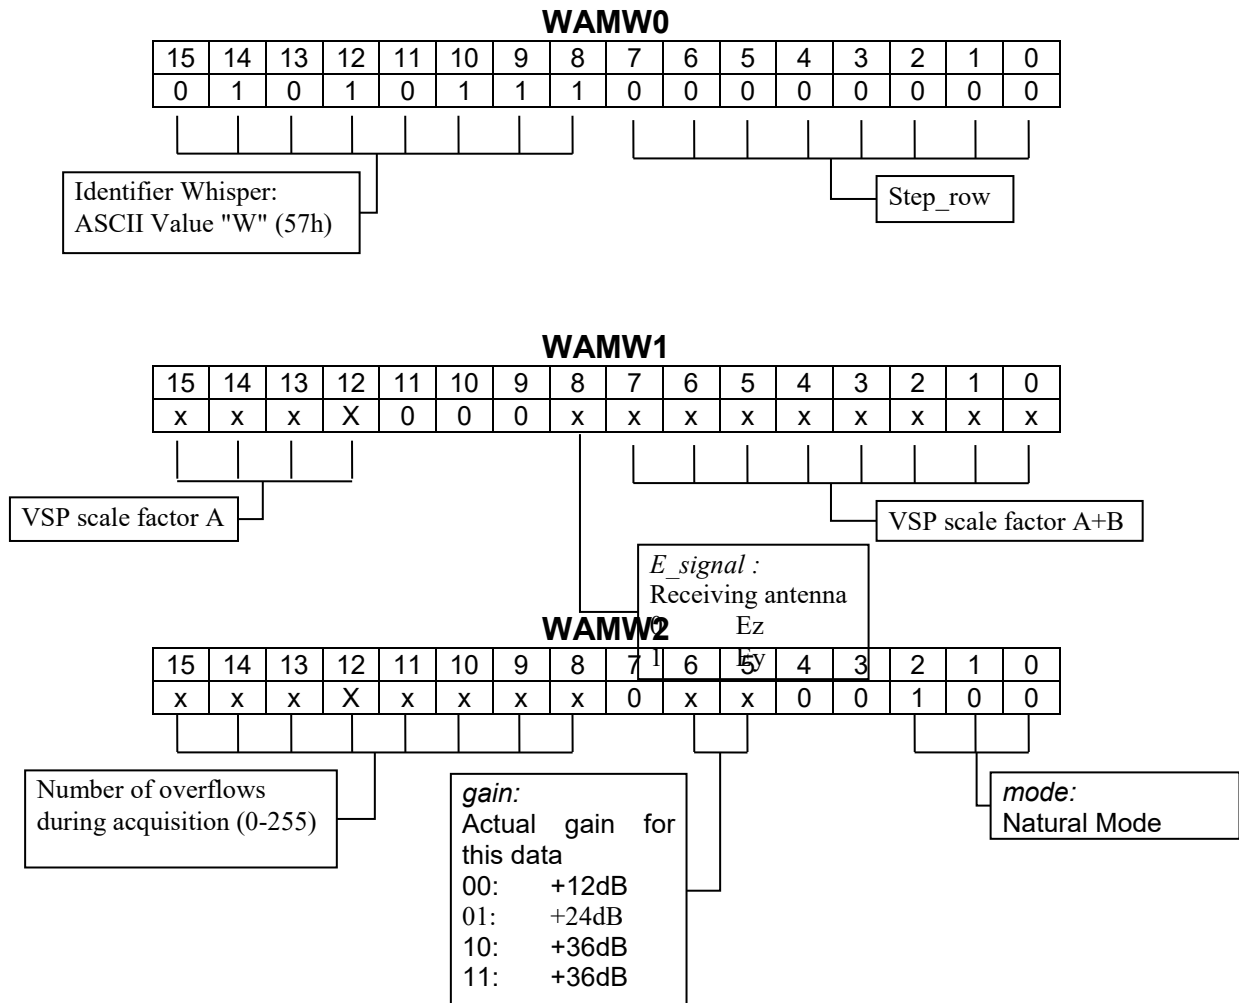 WAMW0
15 14 13 12 11 10 9 8 7 6 5 4 3 2 1 0
0 1 0 1 0 1 1 1 0 0 0 0 0 0 0 0
Identifier Whisper:
ASCII Value "W" (57h)
Step_row
WAMW1
15 14 13 12 11 10 9 8 7 6 5 4 3 2 1 0
x x x X 0 0 0 x x x x x x x x x
VSP scale factor A
VSP scale factor A+B
E_signal :
Receiving antenna
0 Ez
1 Ey
WAMW2
15 14 13 12 11 10 9 8 7 6 5 4 3 2 1 0
x x x X x x x x 0 x x 0 0 1 0 0
Number of overflows
during acquisition (0-255)
gain:
Actual gain for
this data
00: +12dB
01: +24dB
10: +36dB
11: +36dB
mode:
Natural Mode